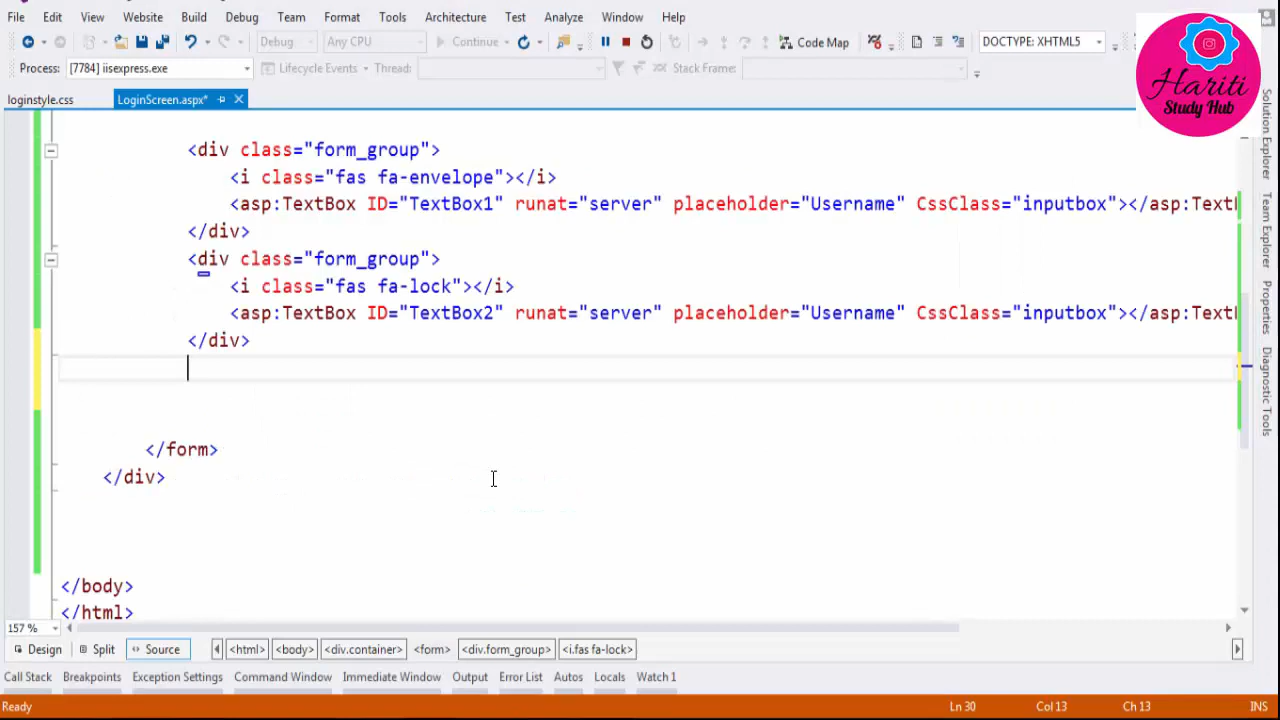 File Edit View Website Build Debug Team Format Tools Architecture Test Analyze Window Help
Debug Any CPU Continue Code Map DOCTYPE: XHTML5
Process: [7784] iisexpress.exe Lifecycle Events Thread: Stack Frame:
Hariti
Study Hub
loginstyle.css LoginScreen.aspx*
<div class="form_group">
<i class="fas fa-envelope"></i>
<asp:TextBox ID="TextBox1" runat="server" placeholder="Username" CssClass="inputbox"></asp:Text
</div>
<div class="form_group">
<i class="fas fa-lock"></i>
<asp:TextBox ID="TextBox2" runat="server" placeholder="Username" CssClass="inputbox"></asp:Text
</div>
</form>
</div>
</body>
</html>
Solution Explorer
Team Explorer
Properties
Diagnostic Tools
157 %
Design Split Source <html> <body> <div.container> <form> <div.form_group> <i.fas fa-lock>
Call Stack Breakpoints Exception Settings Command Window Immediate Window Output Error List Autos Locals Watch 1
Ready Ln 30 Col 13 Ch 13 INS